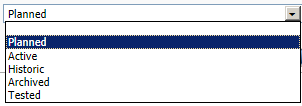 Planned
Planned
Active
Historic
Archived
Tested